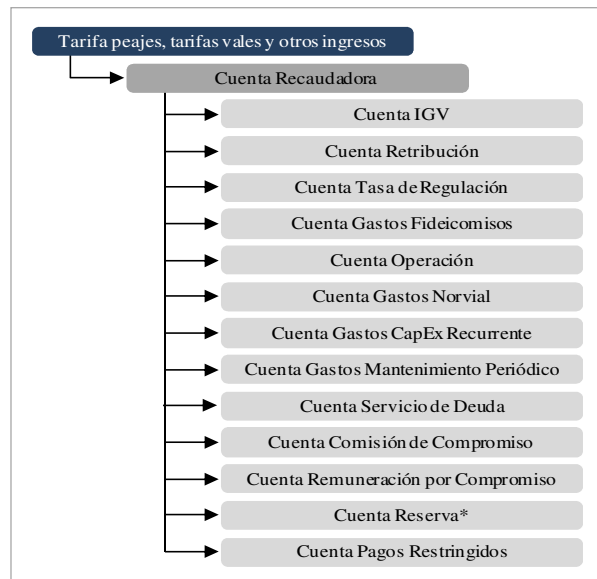 Tarifa peajes, tarifas vales y otros ingresos
Cuenta Recaudadora
Cuenta IGV
Cuenta Retribución
Cuenta Tasa de Regulación
Cuenta Gastos Fideicomisos
Cuenta Operación
Cuenta Gastos Norvial
Cuenta Gastos CapEx Recurrente
Cuenta Gastos Mantenimiento Periódico
Cuenta Servicio de Deuda
Cuenta Comisión de Compromiso
Cuenta Remuneración por Compromiso
Cuenta Reserva*
Cuenta Pagos Restringidos